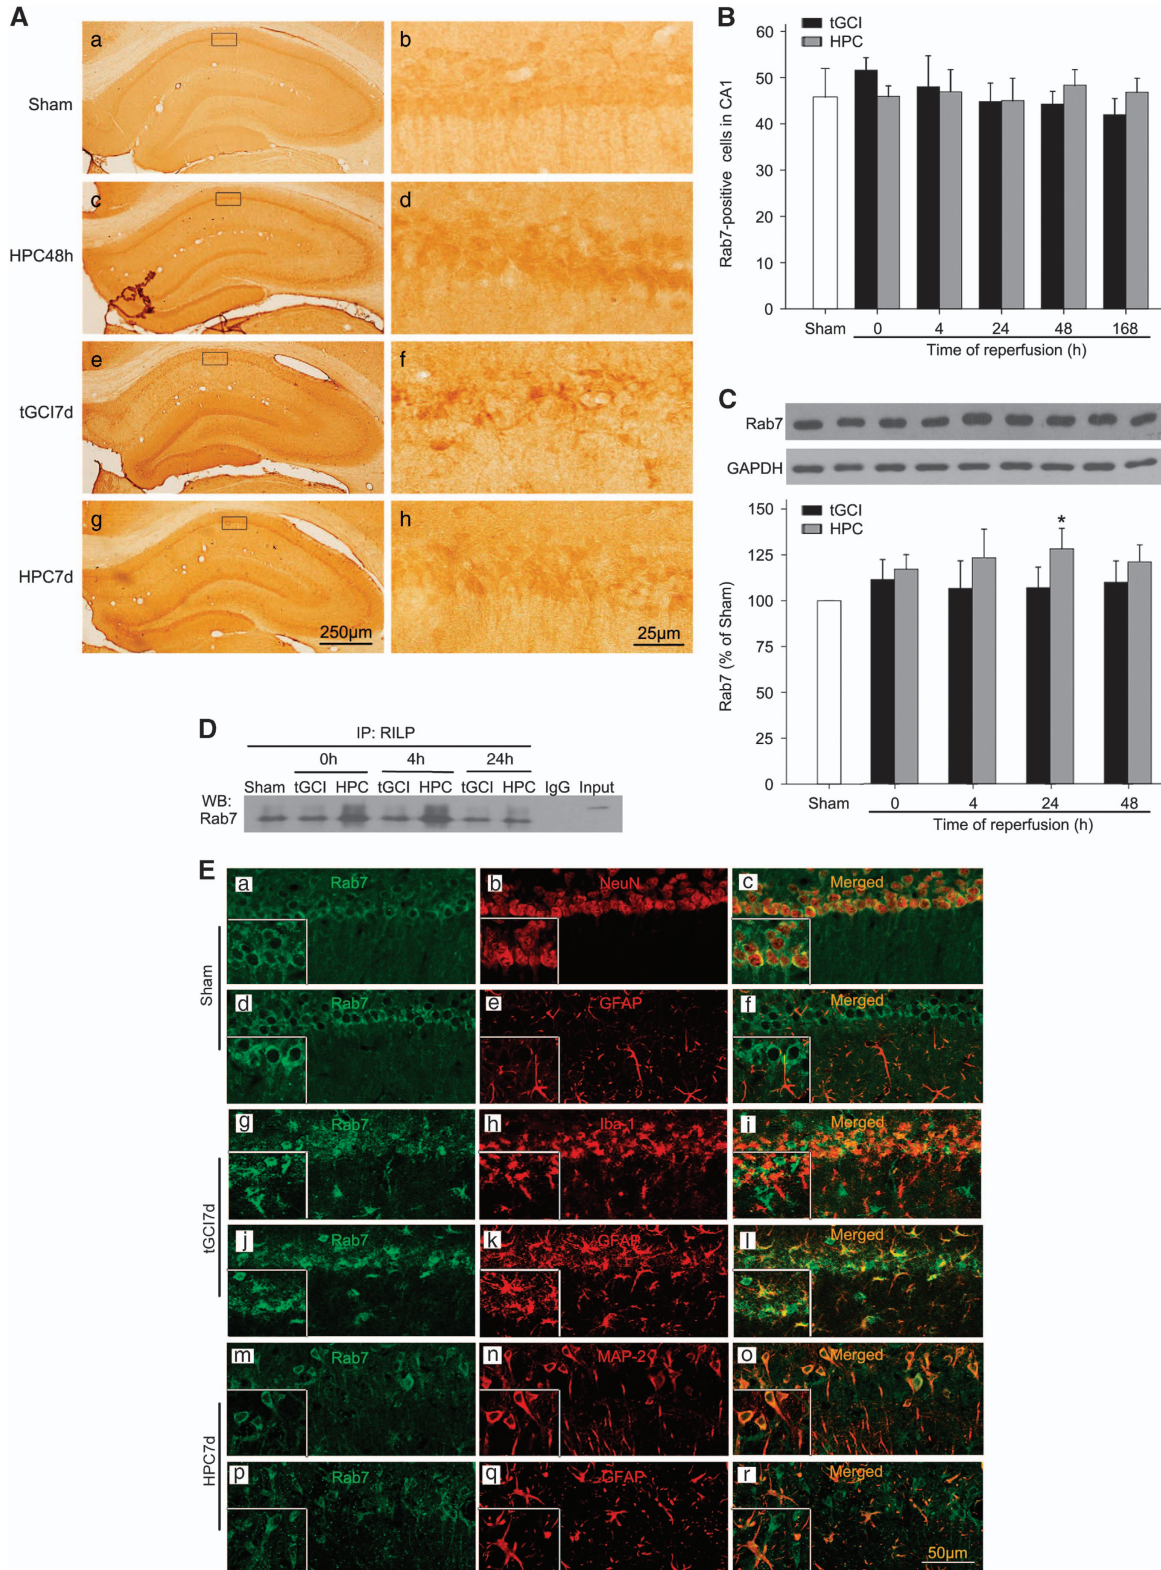 A
a
b
Sham
c
d
HPC48h
e
f
tGCI7d
g
h
HPC7d
250µm
25µm
B
tGCI
HPC
Rab7-positive cells in CA1
60
50
40
30
20
10
0
Sham
0
4
24
48
168
Time of reperfusion (h)
C
Rab7
GAPDH
tGCI
HPC
*
Rab7 (% of Sham)
150
125
100
75
50
25
0
Sham
0
4
24
48
Time of reperfusion (h)
D
IP: RILP
0h 4h 24h
Sham tGCI HPC tGCI HPC tGCI HPC IgG Input
WB:
Rab7
E
Sham
a Rab7
b NeuN
c Merged
d Rab7
e GFAP
f Merged
tGCI7d
g Rab7
h Iba-1
i Merged
j Rab7
k GFAP
l Merged
HPC7d
m Rab7
n MAP-2
o Merged
p Rab7
q GFAP
r Merged
50µm